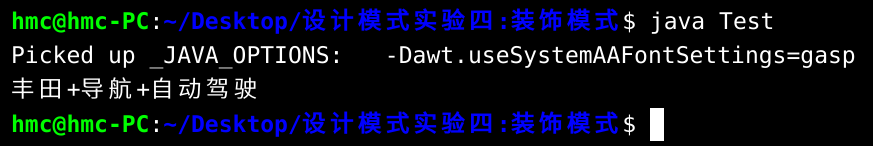 hmc@hmc-PC:~/Desktop/设计模式实验四:装饰模式$ java Test
Picked up _JAVA_OPTIONS:   -Dawt.useSystemAAFontSettings=gasp
丰田+导航+自动驾驶
hmc@hmc-PC:~/Desktop/设计模式实验四:装饰模式$